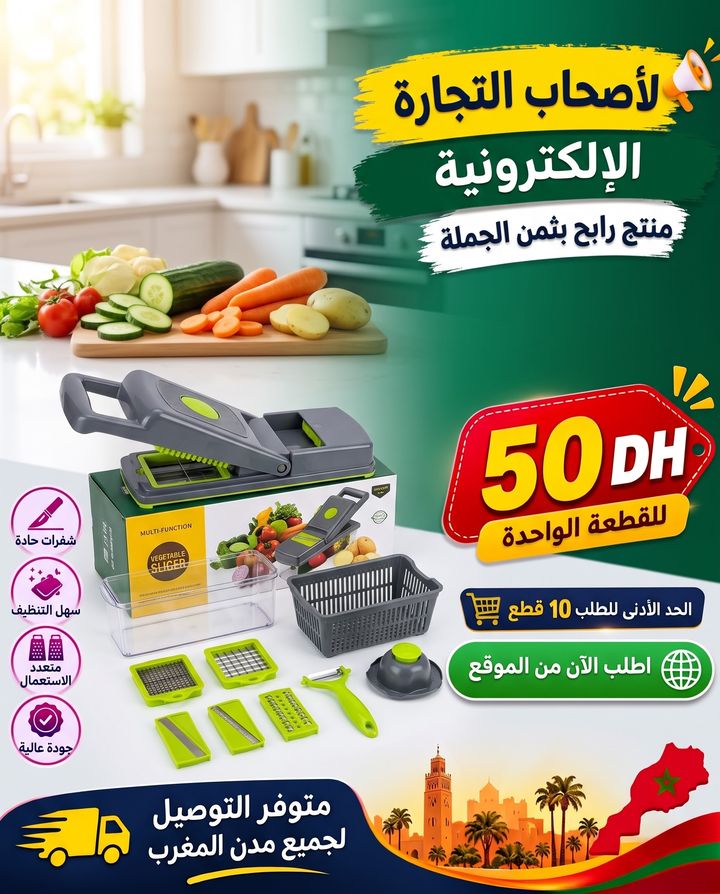 لأصحاب التجارة
الإلكترونية
منتج رابح بثمن الجملة
50 DH
للقطعة الواحدة
MULTI-FUNCTION
VEGETABLE
SLICER
شفرات حادة
سهل التنظيف
متعدد
الاستعمال
جودة عالية
الحد الأدنى للطلب 10 قطع
اطلب الآن من الموقع
متوفر التوصيل
لجميع مدن المغرب